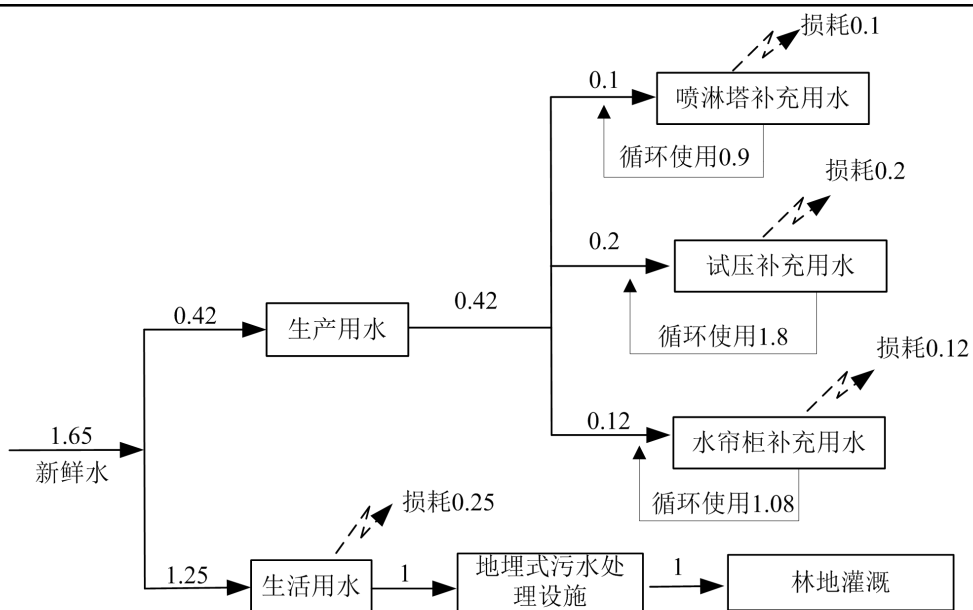 损耗0.1
0.1
喷淋塔补充用水
循环使用0.9
损耗0.2
0.2
试压补充用水
0.42
生产用水
0.42
循环使用1.8
损耗0.12
0.12
水帘柜补充用水
1.65
新鲜水
循环使用1.08
损耗0.25
1.25
生活用水
1
地埋式污水处
理设施
1
林地灌溉